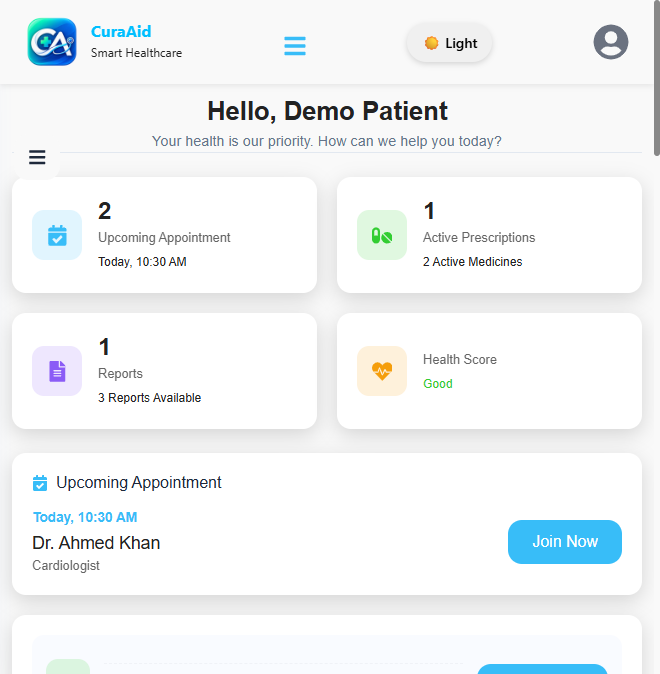 CuraAid
Smart Healthcare
Light
Hello, Demo Patient
Your health is our priority. How can we help you today?
2
Upcoming Appointment
Today, 10:30 AM
1
Active Prescriptions
2 Active Medicines
1
Reports
3 Reports Available
Health Score
Good
Upcoming Appointment
Today, 10:30 AM
Dr. Ahmed Khan
Cardiologist
Join Now